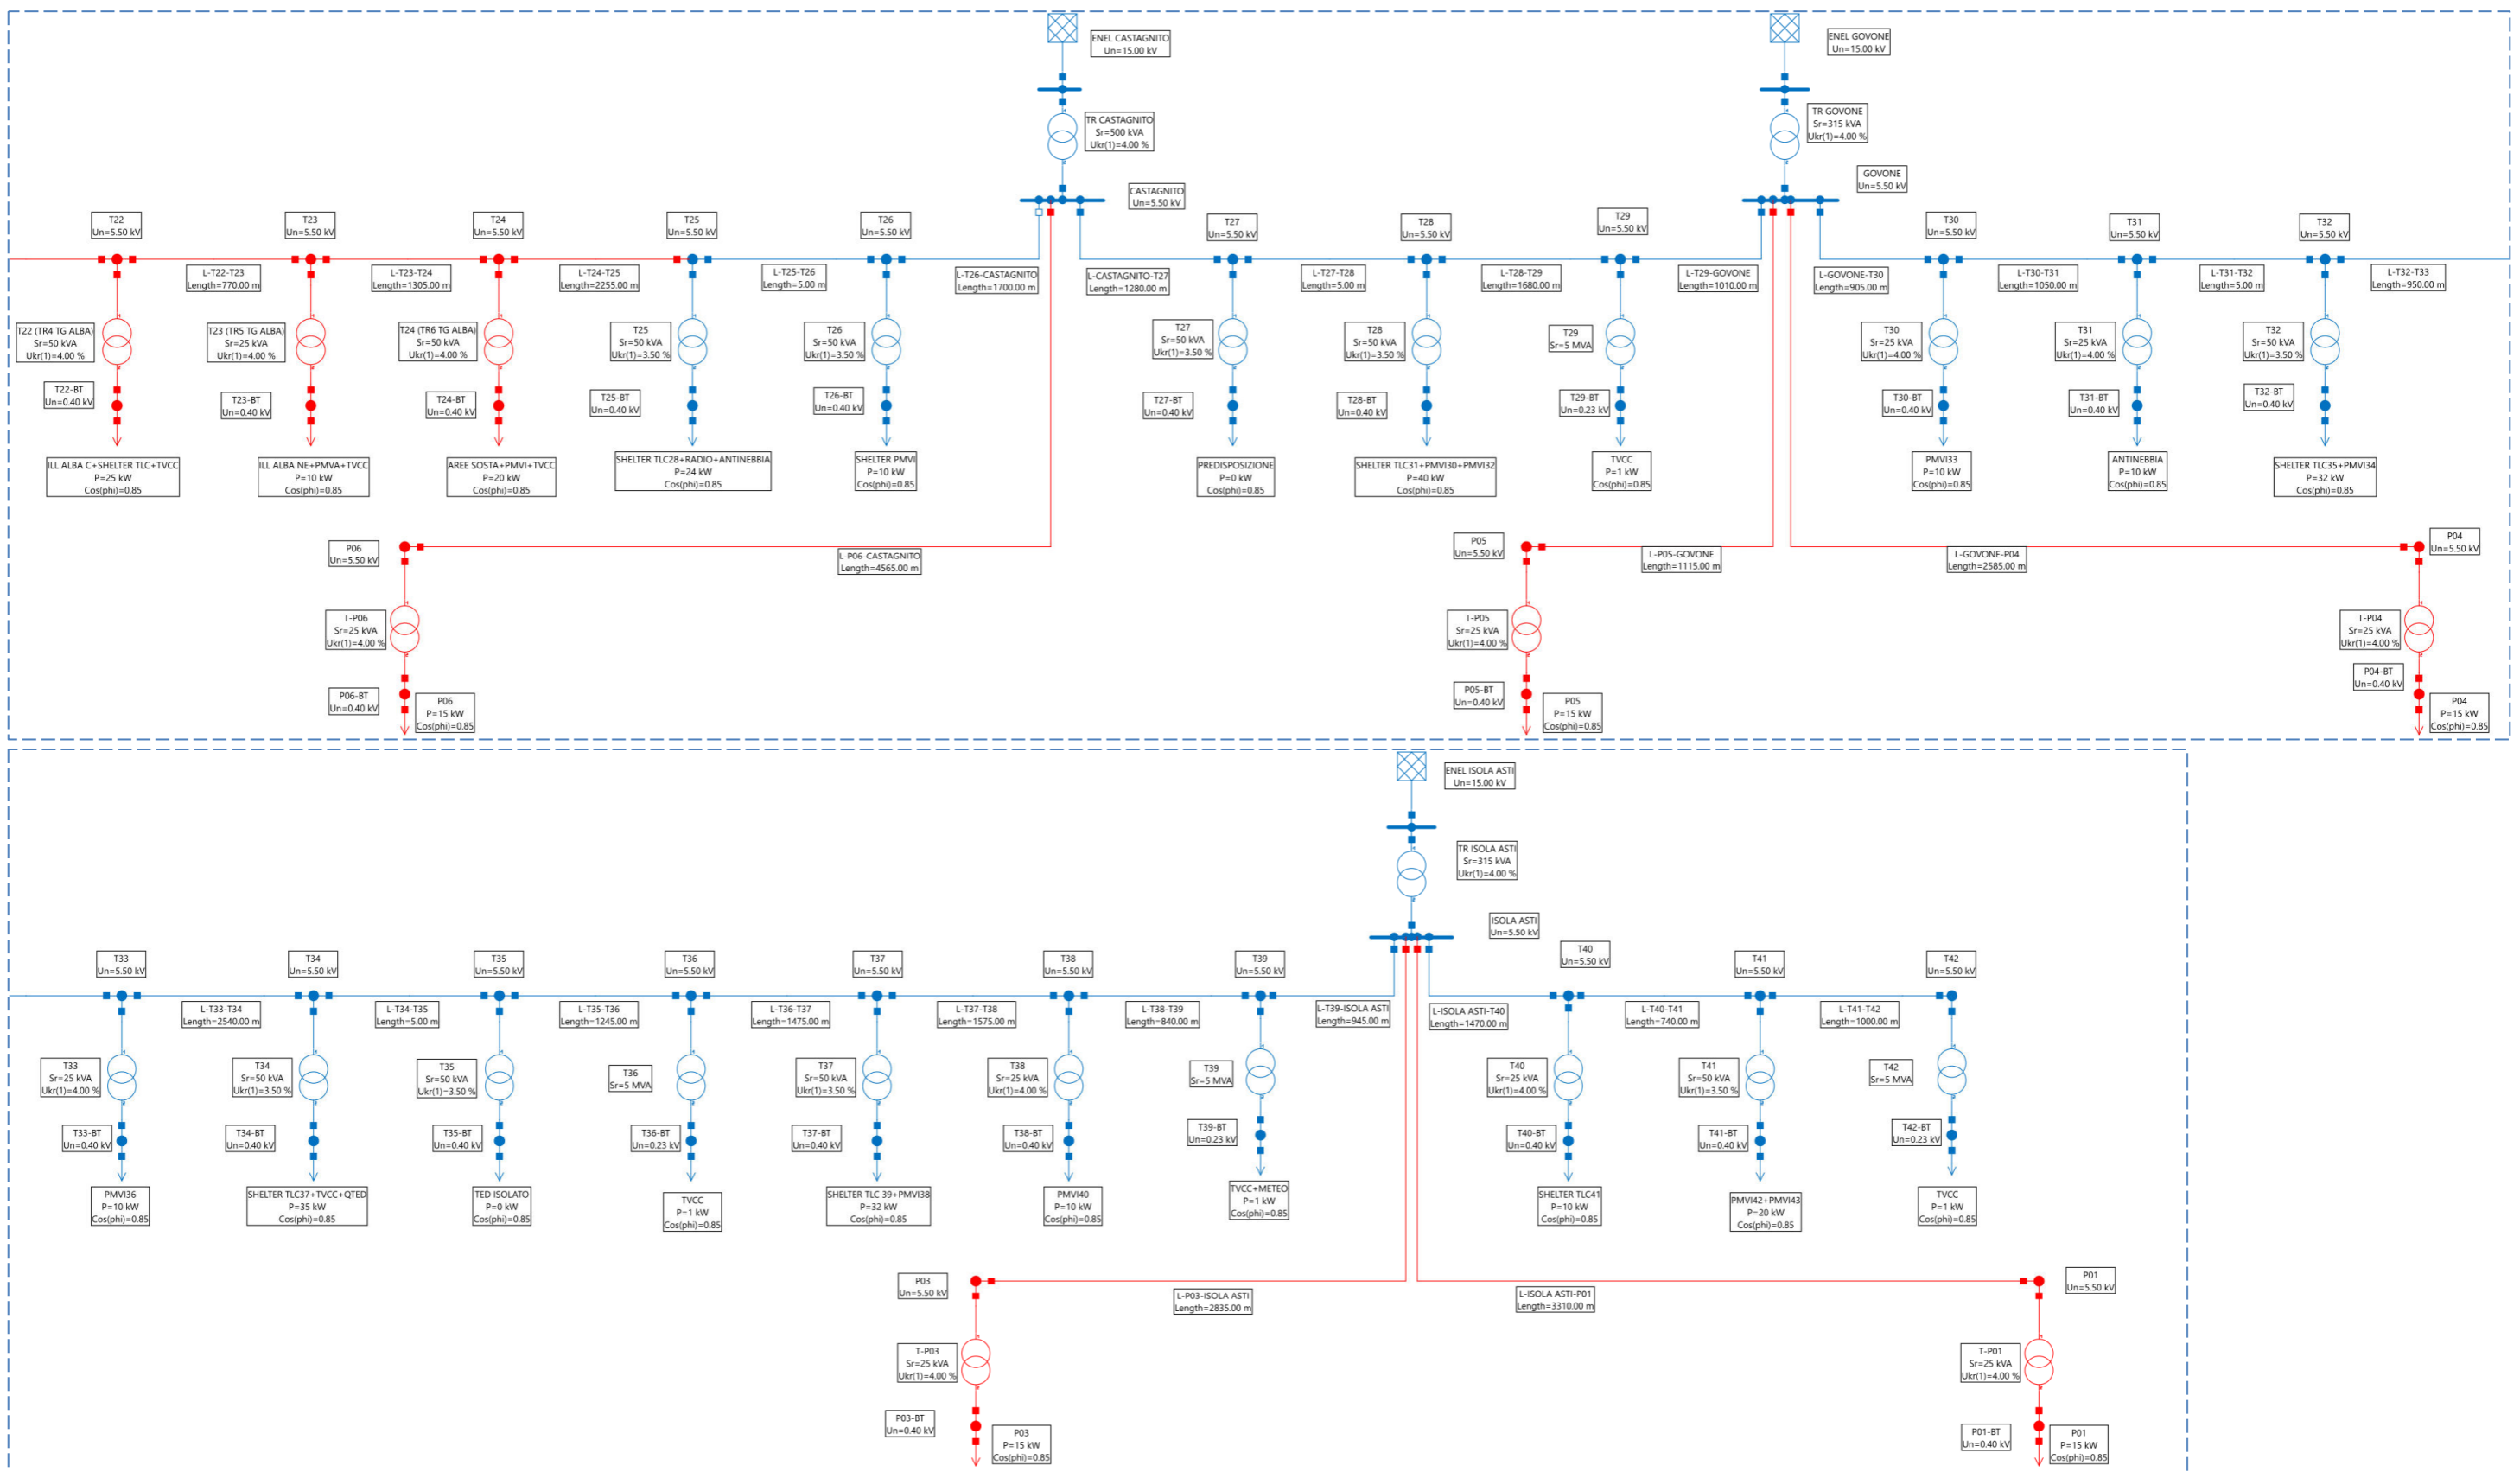 ENEL CASTAGNITO
Un=15.00 kV
ENEL GOVONE
Un=15.00 kV
TR CASTAGNITO
Sr=500 kVA
Ukr(1)=4.00 %
TR GOVONE
Sr=315 kVA
Ukr(1)=4.00 %
CASTAGNITO
Un=5.50 kV
GOVONE
Un=5.50 kV
T22
Un=5.50 kV
T23
Un=5.50 kV
T24
Un=5.50 kV
T25
Un=5.50 kV
T26
Un=5.50 kV
T27
Un=5.50 kV
T28
Un=5.50 kV
T29
Un=5.50 kV
T30
Un=5.50 kV
T31
Un=5.50 kV
T32
Un=5.50 kV
L-T22-T23
Length=770.00 m
L-T23-T24
Length=1305.00 m
L-T24-T25
Length=2255.00 m
L-T25-T26
Length=5.00 m
L-T26-CASTAGNITO
Length=1700.00 m
L-CASTAGNITO-T27
Length=1280.00 m
L-T27-T28
Length=5.00 m
L-T28-T29
Length=1680.00 m
L-T29-GOVONE
Length=1010.00 m
L-GOVONE-T30
Length=905.00 m
L-T30-T31
Length=1050.00 m
L-T31-T32
Length=5.00 m
L-T32-T33
Length=950.00 m
T22 (TR4 TG ALBA)
Sr=50 kVA
Ukr(1)=4.00 %
T23 (TR5 TG ALBA)
Sr=25 kVA
Ukr(1)=4.00 %
T24 (TR6 TG ALBA)
Sr=50 kVA
Ukr(1)=4.00 %
T25
Sr=50 kVA
Ukr(1)=3.50 %
T26
Sr=50 kVA
Ukr(1)=3.50 %
T27
Sr=50 kVA
Ukr(1)=3.50 %
T28
Sr=50 kVA
Ukr(1)=3.50 %
T29
Sr=5 MVA
T30
Sr=25 kVA
Ukr(1)=4.00 %
T31
Sr=25 kVA
Ukr(1)=4.00 %
T32
Sr=50 kVA
Ukr(1)=3.50 %
T22-BT
Un=0.40 kV
T23-BT
Un=0.40 kV
T24-BT
Un=0.40 kV
T25-BT
Un=0.40 kV
T26-BT
Un=0.40 kV
T27-BT
Un=0.40 kV
T28-BT
Un=0.40 kV
T29-BT
Un=0.23 kV
T30-BT
Un=0.40 kV
T31-BT
Un=0.40 kV
T32-BT
Un=0.40 kV
ILL ALBA C+SHELTER TLC+TVCC
P=25 kW
Cos(phi)=0.85
ILL ALBA NE+PMVA+TVCC
P=10 kW
Cos(phi)=0.85
AREE SOSTA+PMVI+TVCC
P=20 kW
Cos(phi)=0.85
SHELTER TLC28+RADIO+ANTINEBBIA
P=24 kW
Cos(phi)=0.85
SHELTER PMVI
P=10 kW
Cos(phi)=0.85
PREDISPOSIZIONE
P=0 kW
Cos(phi)=0.85
SHELTER TLC31+PMVI30+PMVI32
P=40 kW
Cos(phi)=0.85
TVCC
P=1 kW
Cos(phi)=0.85
PMVI33
P=10 kW
Cos(phi)=0.85
ANTINEBBIA
P=10 kW
Cos(phi)=0.85
SHELTER TLC35+PMVI34
P=32 kW
Cos(phi)=0.85
P06
Un=5.50 kV
L P06 CASTAGNITO
Length=4565.00 m
P05
Un=5.50 kV
L-P05-GOVONE
Length=1115.00 m
L-GOVONE-P04
Length=2585.00 m
P04
Un=5.50 kV
T-P06
Sr=25 kVA
Ukr(1)=4.00 %
T-P05
Sr=25 kVA
Ukr(1)=4.00 %
T-P04
Sr=25 kVA
Ukr(1)=4.00 %
P06-BT
Un=0.40 kV
P06
P=15 kW
Cos(phi)=0.85
P05-BT
Un=0.40 kV
P05
P=15 kW
Cos(phi)=0.85
P04-BT
Un=0.40 kV
P04
P=15 kW
Cos(phi)=0.85
ENEL ISOLA ASTI
Un=15.00 kV
TR ISOLA ASTI
Sr=315 kVA
Ukr(1)=4.00 %
ISOLA ASTI
Un=5.50 kV
T33
Un=5.50 kV
T34
Un=5.50 kV
T35
Un=5.50 kV
T36
Un=5.50 kV
T37
Un=5.50 kV
T38
Un=5.50 kV
T39
Un=5.50 kV
T40
Un=5.50 kV
T41
Un=5.50 kV
T42
Un=5.50 kV
L-T33-T34
Length=2540.00 m
L-T34-T35
Length=5.00 m
L-T35-T36
Length=1245.00 m
L-T36-T37
Length=1475.00 m
L-T37-T38
Length=1575.00 m
L-T38-T39
Length=840.00 m
L-T39-ISOLA ASTI
Length=945.00 m
L-ISOLA ASTI-T40
Length=1470.00 m
L-T40-T41
Length=740.00 m
L-T41-T42
Length=1000.00 m
T33
Sr=25 kVA
Ukr(1)=4.00 %
T34
Sr=50 kVA
Ukr(1)=3.50 %
T35
Sr=50 kVA
Ukr(1)=3.50 %
T36
Sr=5 MVA
T37
Sr=50 kVA
Ukr(1)=3.50 %
T38
Sr=25 kVA
Ukr(1)=4.00 %
T39
Sr=5 MVA
T40
Sr=25 kVA
Ukr(1)=4.00 %
T41
Sr=50 kVA
Ukr(1)=3.50 %
T42
Sr=5 MVA
T33-BT
Un=0.40 kV
T34-BT
Un=0.40 kV
T35-BT
Un=0.40 kV
T36-BT
Un=0.23 kV
T37-BT
Un=0.40 kV
T38-BT
Un=0.40 kV
T39-BT
Un=0.23 kV
T40-BT
Un=0.40 kV
T41-BT
Un=0.40 kV
T42-BT
Un=0.23 kV
PMVI36
P=10 kW
Cos(phi)=0.85
SHELTER TLC37+TVCC+QTED
P=35 kW
Cos(phi)=0.85
TED ISOLATO
P=0 kW
Cos(phi)=0.85
TVCC
P=1 kW
Cos(phi)=0.85
SHELTER TLC 39+PMVI38
P=32 kW
Cos(phi)=0.85
PMVI40
P=10 kW
Cos(phi)=0.85
TVCC+METEO
P=1 kW
Cos(phi)=0.85
SHELTER TLC41
P=10 kW
Cos(phi)=0.85
PMVI42+PMVI43
P=20 kW
Cos(phi)=0.85
TVCC
P=1 kW
Cos(phi)=0.85
P03
Un=5.50 kV
L-P03-ISOLA ASTI
Length=2835.00 m
L-ISOLA ASTI-P01
Length=3310.00 m
P01
Un=5.50 kV
T-P03
Sr=25 kVA
Ukr(1)=4.00 %
T-P01
Sr=25 kVA
Ukr(1)=4.00 %
P03-BT
Un=0.40 kV
P03
P=15 kW
Cos(phi)=0.85
P01-BT
Un=0.40 kV
P01
P=15 kW
Cos(phi)=0.85